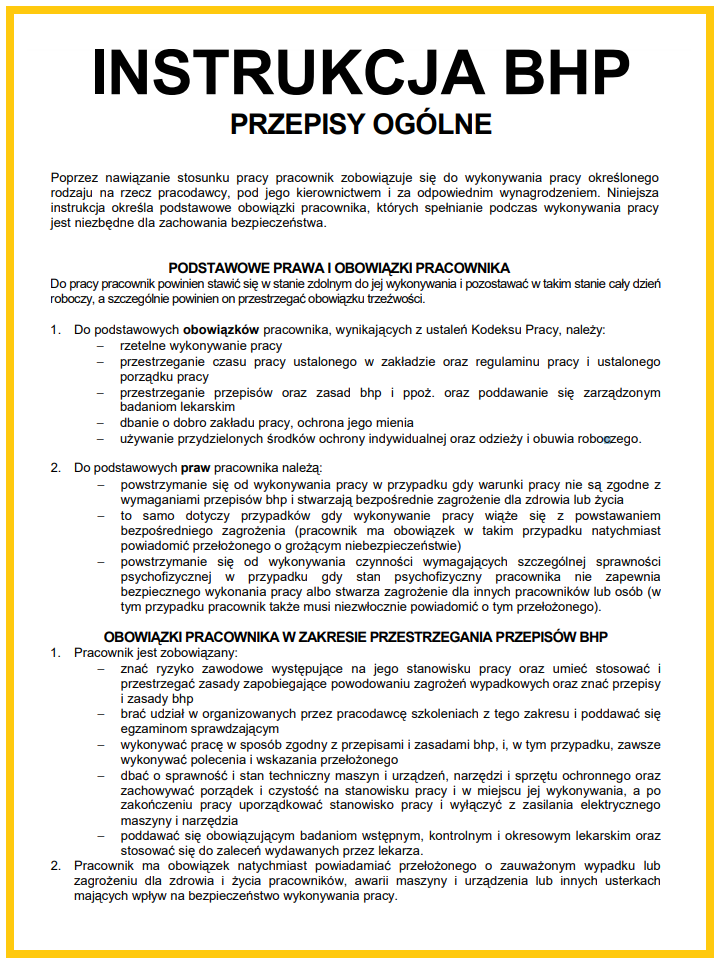 INSTRUKCJA BHP
PRZEPISY OGÓLNE
Poprzez nawiązanie stosunku pracy pracownik zobowiązuje się do wykonywania pracy określonego
rodzaju na rzecz pracodawcy, pod jego kierownictwem i za odpowiednim wynagrodzeniem. Niniejsza
instrukcja określa podstawowe obowiązki pracownika, których spełnianie podczas wykonywania pracy
jest niezbędne dla zachowania bezpieczeństwa.
PODSTAWOWE PRAWA I OBOWIĄZKI PRACOWNIKA
Do pracy pracownik powinien stawić się w stanie zdolnym do jej wykonywania i pozostawać w takim stanie cały dzień
roboczy, a szczególnie powinien on przestrzegać obowiązku trzeźwości.
1. Do podstawowych obowiązków pracownika, wynikających z ustaleń Kodeksu Pracy, należy:
– rzetelne wykonywanie pracy
– przestrzeganie czasu pracy ustalonego w zakładzie oraz regulaminu pracy i ustalonego
porządku pracy
– przestrzeganie przepisów oraz zasad bhp i ppoż. oraz poddawanie się zarządzonym
badaniom lekarskim
– dbanie o dobro zakładu pracy, ochrona jego mienia
– używanie przydzielonych środków ochrony indywidualnej oraz odzieży i obuwia roboczego.
2. Do podstawowych praw pracownika należą:
– powstrzymanie się od wykonywania pracy w przypadku gdy warunki pracy nie są zgodne z
wymaganiami przepisów bhp i stwarzają bezpośrednie zagrożenie dla zdrowia lub życia
– to samo dotyczy przypadków gdy wykonywanie pracy wiąże się z powstawaniem
bezpośredniego zagrożenia (pracownik ma obowiązek w takim przypadku natychmiast
powiadomić przełożonego o grożącym niebezpieczeństwie)
– powstrzymanie się od wykonywania czynności wymagających szczególnej sprawności
psychofizycznej w przypadku gdy stan psychofizyczny pracownika nie zapewnia
bezpiecznego wykonania pracy albo stwarza zagrożenie dla innych pracowników lub osób (w
tym przypadku pracownik także musi niezwłocznie powiadomić o tym przełożonego).
OBOWIĄZKI PRACOWNIKA W ZAKRESIE PRZESTRZEGANIA PRZEPISÓW BHP
1. Pracownik jest zobowiązany:
– znać ryzyko zawodowe występujące na jego stanowisku pracy oraz umieć stosować i
przestrzegać zasady zapobiegające powodowaniu zagrożeń wypadkowych oraz znać przepisy
i zasady bhp
– brać udział w organizowanych przez pracodawcę szkoleniach z tego zakresu i poddawać się
egzaminom sprawdzającym
– wykonywać pracę w sposób zgodny z przepisami i zasadami bhp, i, w tym przypadku, zawsze
wykonywać polecenia i wskazania przełożonego
– dbać o sprawność i stan techniczny maszyn i urządzeń, narzędzi i sprzętu ochronnego oraz
zachowywać porządek i czystość na stanowisku pracy i w miejscu jej wykonywania, a po
zakończeniu pracy uporządkować stanowisko pracy i wyłączyć z zasilania elektrycznego
maszyny i narzędzia
– poddawać się obowiązującym badaniom wstępnym, kontrolnym i okresowym lekarskim oraz
stosować się do zaleceń wydawanych przez lekarza.
2. Pracownik ma obowiązek natychmiast powiadamiać przełożonego o zauważonym wypadku lub
zagrożeniu dla zdrowia i życia pracowników, awarii maszyny i urządzenia lub innych usterkach
mających wpływ na bezpieczeństwo wykonywania pracy.